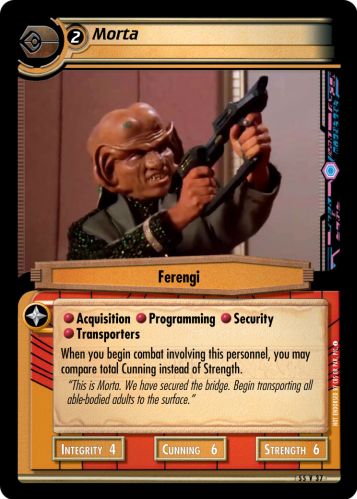 2 Morta
Ferengi
Acquisition Programming Security
Transporters
When you begin combat involving this personnel, you may
compare total Cunning instead of Strength.
"This is Morta. We have secured the bridge. Begin transporting all
able-bodied adults to the surface."
INTEGRITY 4 CUNNING 6 STRENGTH 6